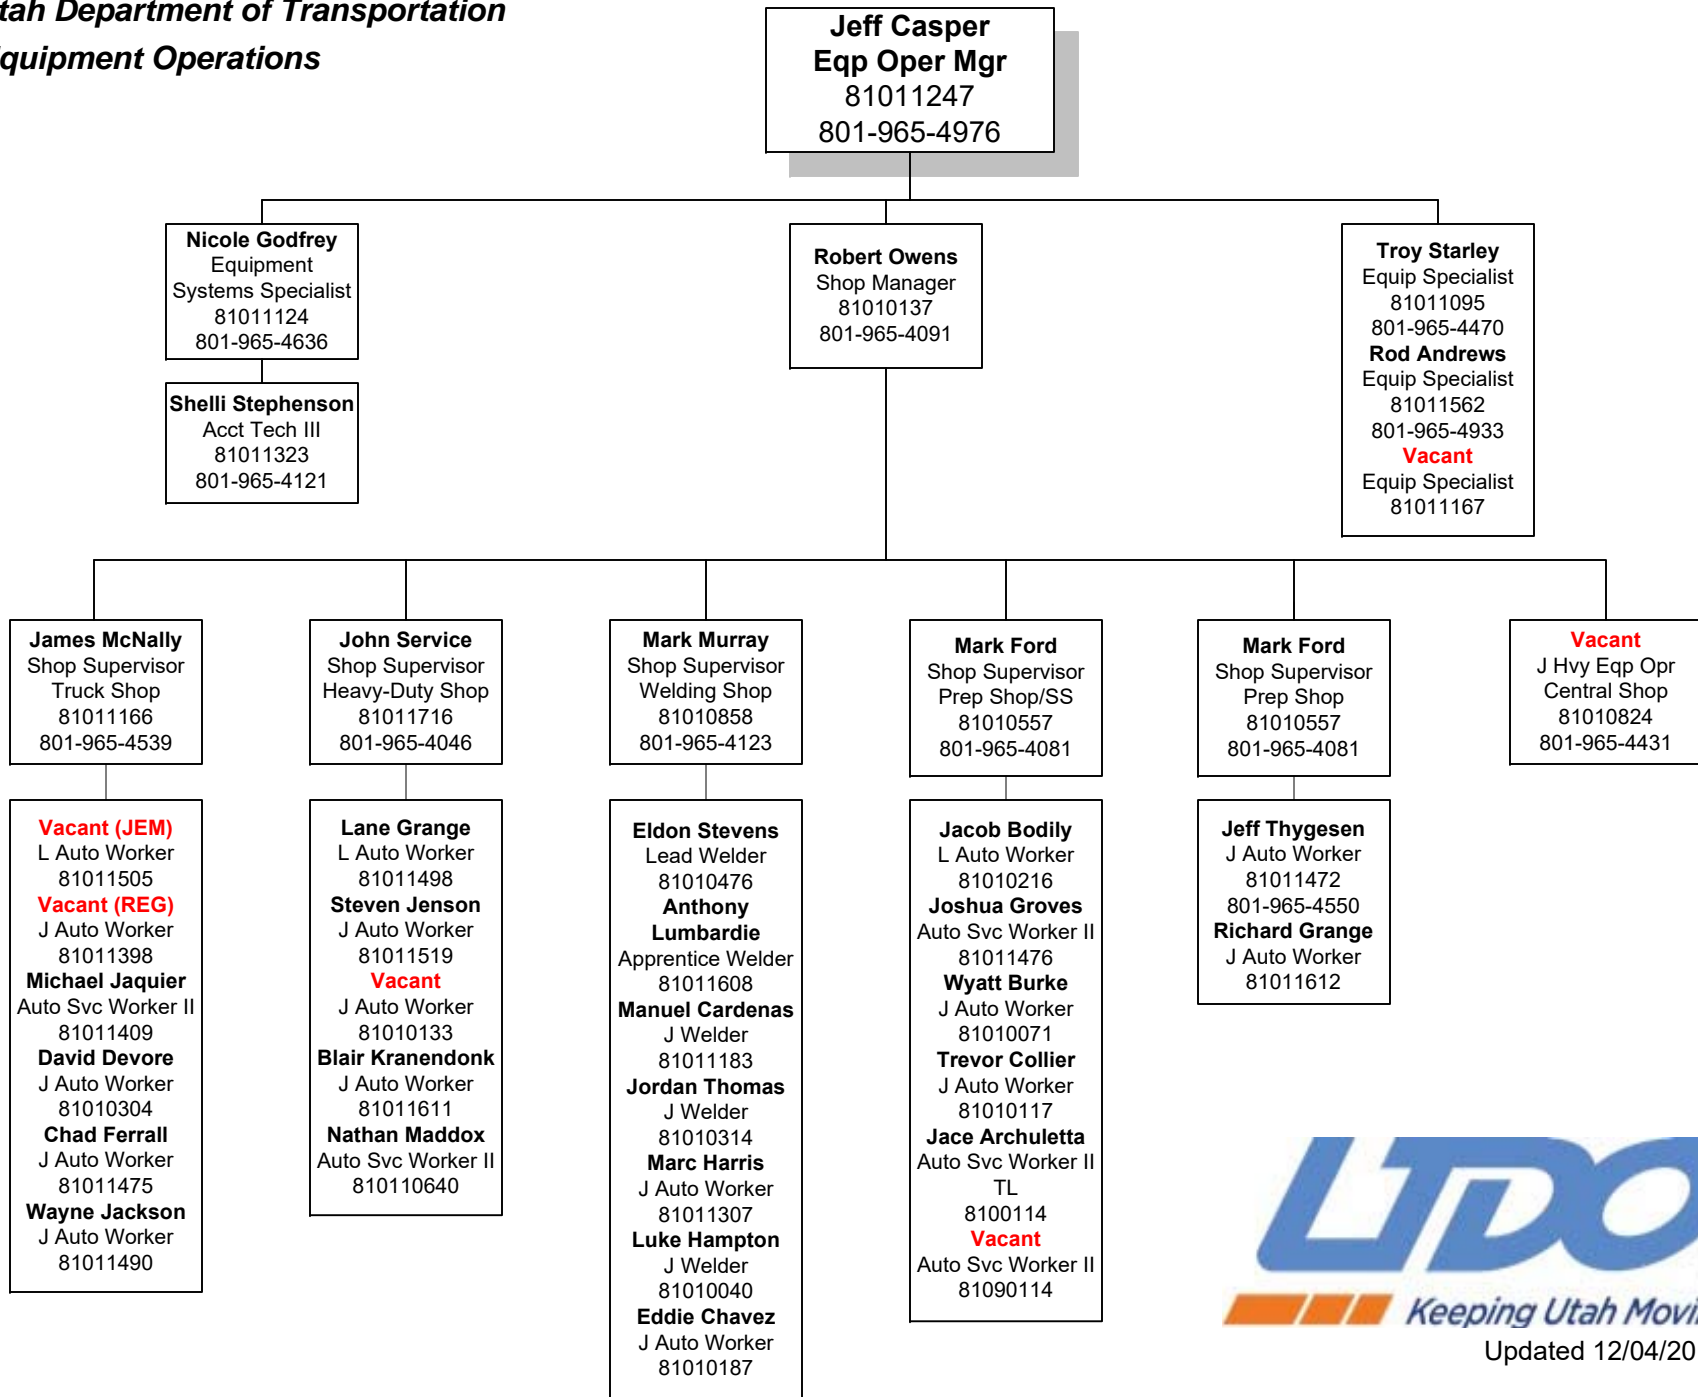 tah Department of Transportation
quipment Operations
Jeff Casper
Eqp Oper Mgr
81011247
801-965-4976
Nicole Godfrey
Equipment
Systems Specialist
81011124
801-965-4636
Shelli Stephenson
Acct Tech III
81011323
801-965-4121
Robert Owens
Shop Manager
81010137
801-965-4091
Troy Starley
Equip Specialist
81011095
801-965-4470
Rod Andrews
Equip Specialist
81011562
801-965-4933
Vacant
Equip Specialist
81011167
James McNally
Shop Supervisor
Truck Shop
81011166
801-965-4539
John Service
Shop Supervisor
Heavy-Duty Shop
81011716
801-965-4046
Mark Murray
Shop Supervisor
Welding Shop
81010858
801-965-4123
Mark Ford
Shop Supervisor
Prep Shop/SS
81010557
801-965-4081
Mark Ford
Shop Supervisor
Prep Shop
81010557
801-965-4081
Vacant
J Hvy Eqp Opr
Central Shop
81010824
801-965-4431
Vacant (JEM)
L Auto Worker
81011505
Vacant (REG)
J Auto Worker
81011398
Michael Jaquier
Auto Svc Worker II
81011409
David Devore
J Auto Worker
81010304
Chad Ferrall
J Auto Worker
81011475
Wayne Jackson
J Auto Worker
81011490
Lane Grange
L Auto Worker
81011498
Steven Jenson
J Auto Worker
81011519
Vacant
J Auto Worker
81010133
Blair Kranendonk
J Auto Worker
81011611
Nathan Maddox
Auto Svc Worker II
810110640
Eldon Stevens
Lead Welder
81010476
Anthony
Lumbardie
Apprentice Welder
81011608
Manuel Cardenas
J Welder
81011183
Jordan Thomas
J Welder
81010314
Marc Harris
J Auto Worker
81011307
Luke Hampton
J Welder
81010040
Eddie Chavez
J Auto Worker
81010187
Jacob Bodily
L Auto Worker
81010216
Joshua Groves
Auto Svc Worker II
81011476
Wyatt Burke
J Auto Worker
81010071
Trevor Collier
J Auto Worker
81010117
Jace Archuletta
Auto Svc Worker II
TL
8100114
Vacant
Auto Svc Worker II
81090114
Jeff Thygesen
J Auto Worker
81011472
801-965-4550
Richard Grange
J Auto Worker
81011612
UDO
Keeping Utah Movi
Updated 12/04/20